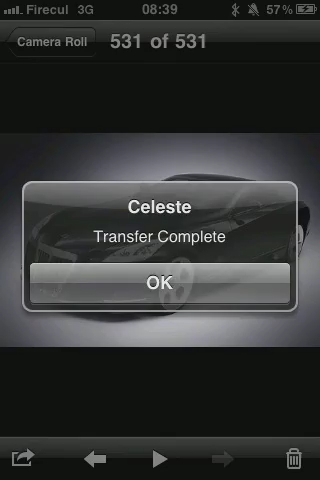 Firecul 3G 08:39 57%
Camera Roll 531 of 531
Celeste
Transfer Complete
OK